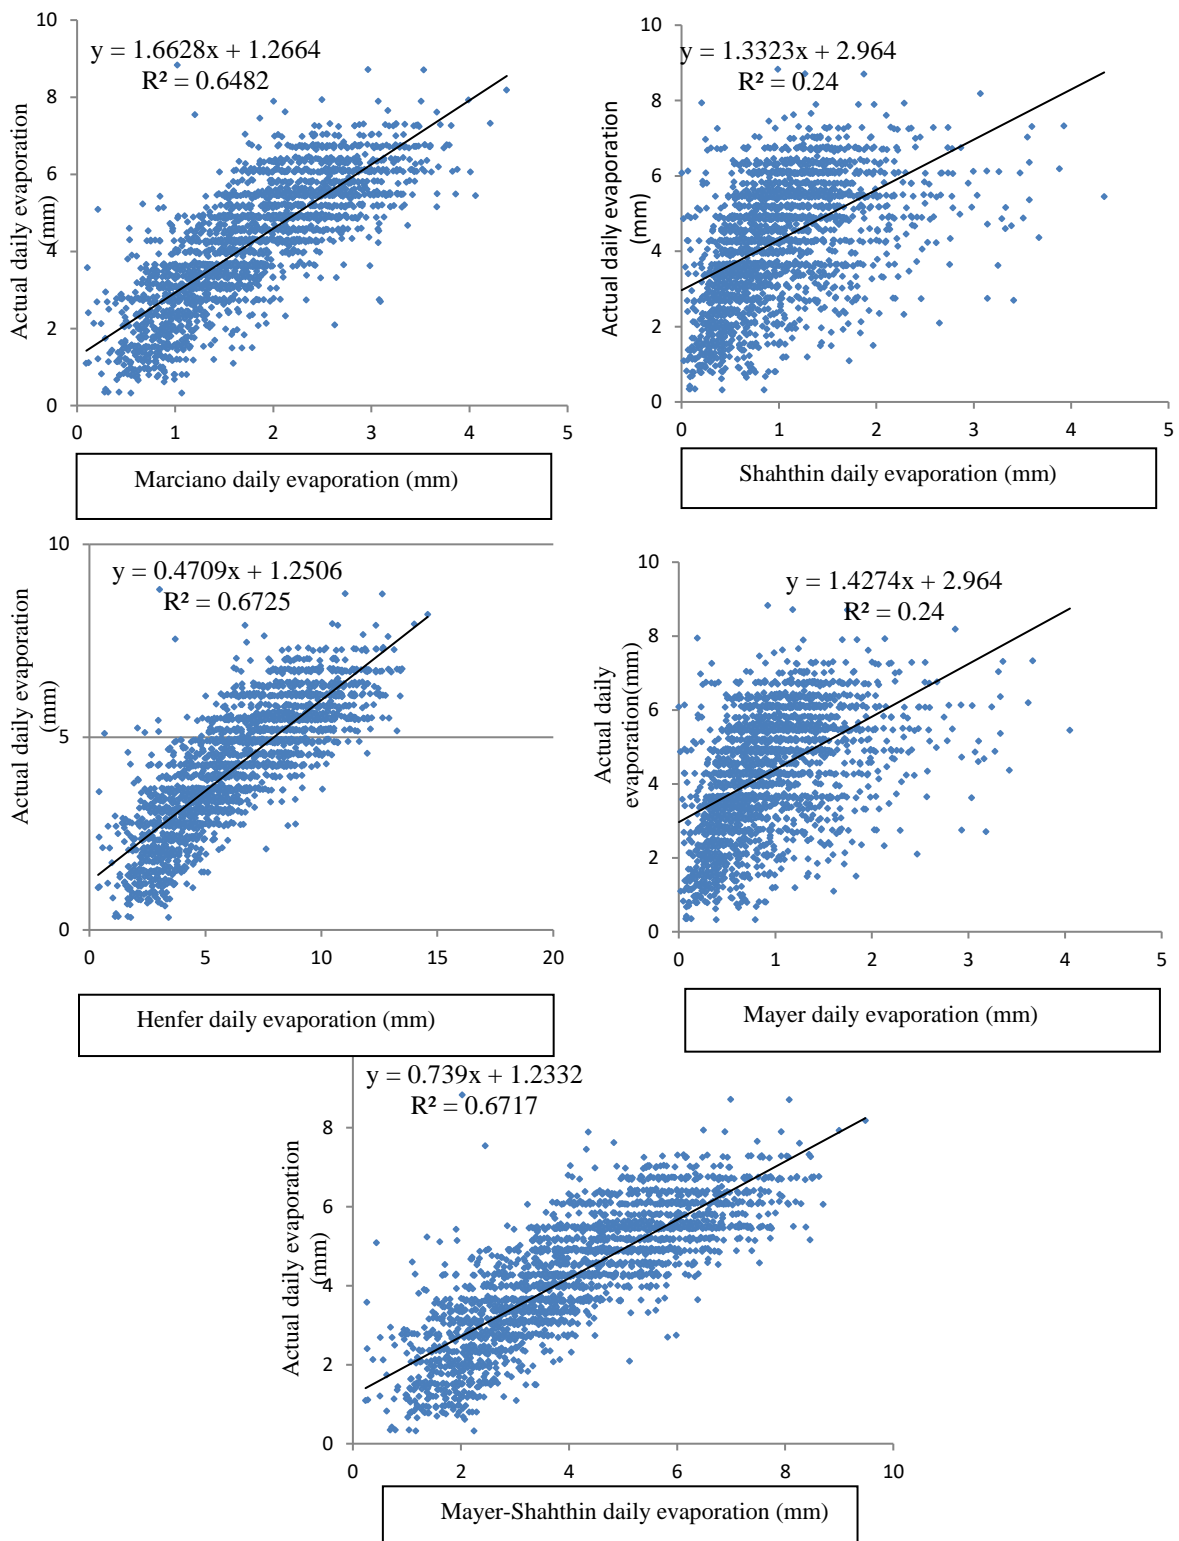 y = 1.6628x + 1.2664
R² = 0.6482
Actual daily evaporation
(mm)
10
8
6
4
2
0
0 1 2 3 4 5
Marciano daily evaporation (mm)
y = 1.3323x + 2.964
R² = 0.24
Actual daily evaporation
(mm)
10
8
6
4
2
0
0 1 2 3 4 5
Shahthin daily evaporation (mm)
y = 0.4709x + 1.2506
R² = 0.6725
Actual daily evaporation
(mm)
10
5
0
0 5 10 15 20
Henfer daily evaporation (mm)
y = 1.4274x + 2.964
R² = 0.24
Actual daily
evaporation(mm)
10
8
6
4
2
0
0 1 2 3 4 5
Mayer daily evaporation (mm)
y = 0.739x + 1.2332
R² = 0.6717
Actual daily evaporation
(mm)
8
6
4
2
0
0 2 4 6 8 10
Mayer-Shahthin daily evaporation (mm)